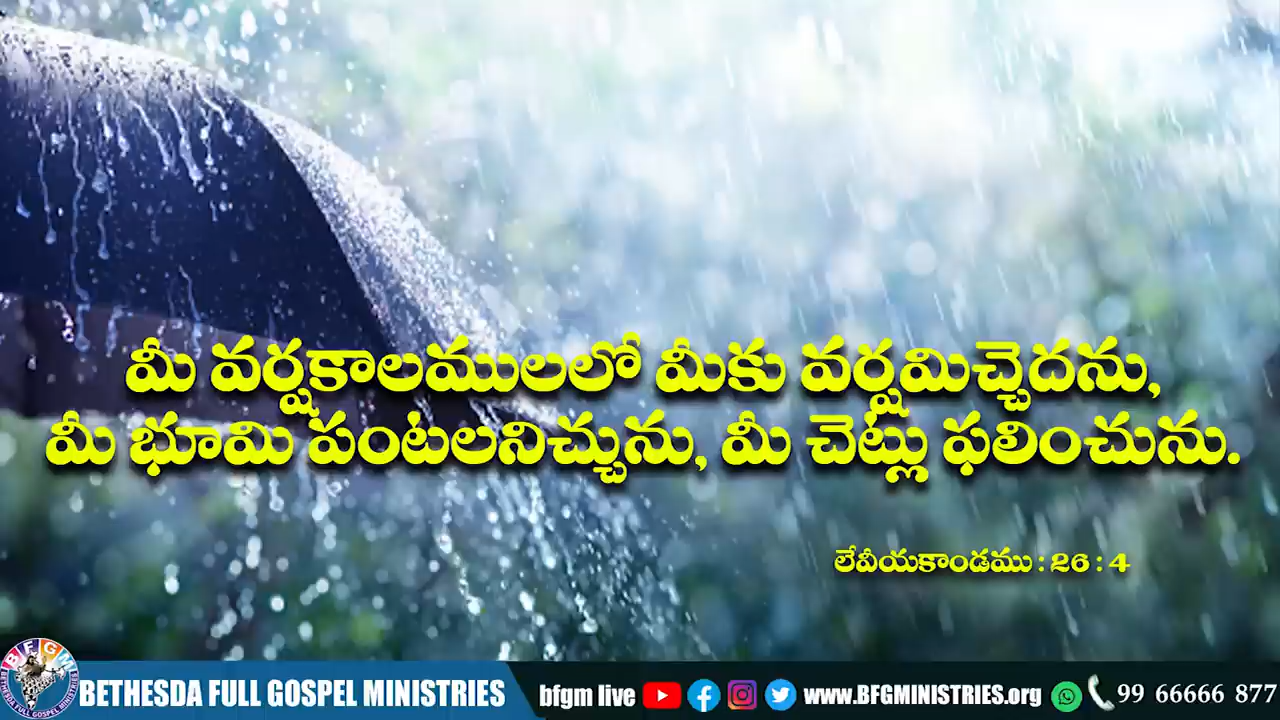 మీ వర్షకాలములలో మీకు వర్షమిచ్చెదను,
మీ భూమి పంటలనిచ్చును, మీ చెట్లు ఫలించును.
లేవీయకాండము : 26 : 4
BFGM
BETHESDA FULL GOSPEL MINISTRIES bfgm live www.BFGMINISTRIES.org 99 66666 877